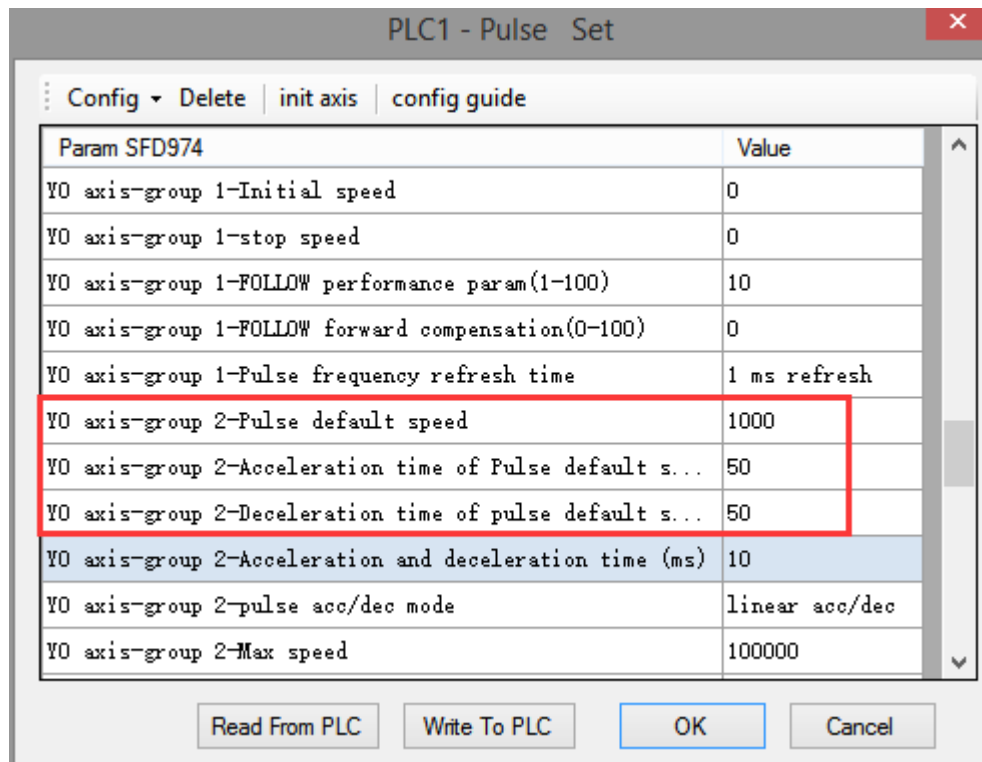 PLC1 - Pulse Set
Config Delete init axis config guide
Param SFD974 Value
Y0 axis-group 1-Initial speed 0
Y0 axis-group 1-stop speed 0
Y0 axis-group 1-FOLLOW performance param(1-100) 10
Y0 axis-group 1-FOLLOW forward compensation(0-100) 0
Y0 axis-group 1-Pulse frequency refresh time 1 ms refresh
Y0 axis-group 2-Pulse default speed 1000
Y0 axis-group 2-Acceleration time of Pulse default s... 50
Y0 axis-group 2-Deceleration time of pulse default s... 50
Y0 axis-group 2-Acceleration and deceleration time (ms) 10
Y0 axis-group 2-pulse acc/dec mode linear acc/dec
Y0 axis-group 2-Max speed 100000
Read From PLC Write To PLC OK Cancel